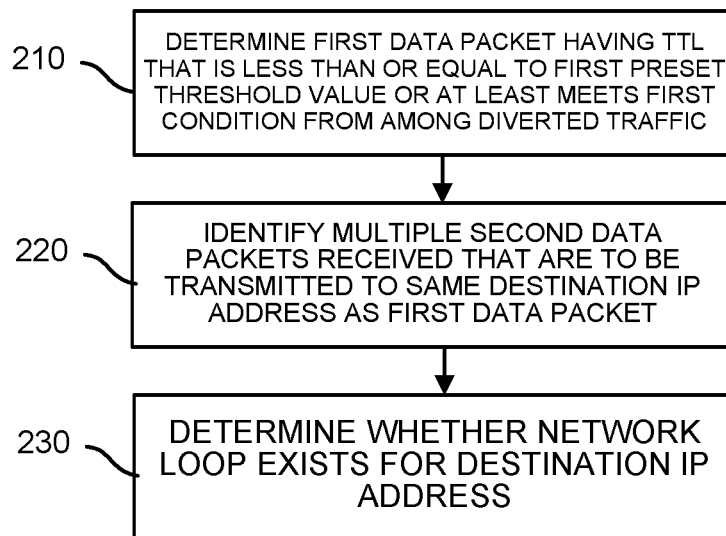 210
DETERMINE FIRST DATA PACKET HAVING TTL
THAT IS LESS THAN OR EQUAL TO FIRST PRESET
THRESHOLD VALUE OR AT LEAST MEETS FIRST
CONDITION FROM AMONG DIVERTED TRAFFIC
220
IDENTIFY MULTIPLE SECOND DATA
PACKETS RECEIVED THAT ARE TO BE
TRANSMITTED TO SAME DESTINATION IP
ADDRESS AS FIRST DATA PACKET
230
DETERMINE WHETHER NETWORK
LOOP EXISTS FOR DESTINATION IP
ADDRESS